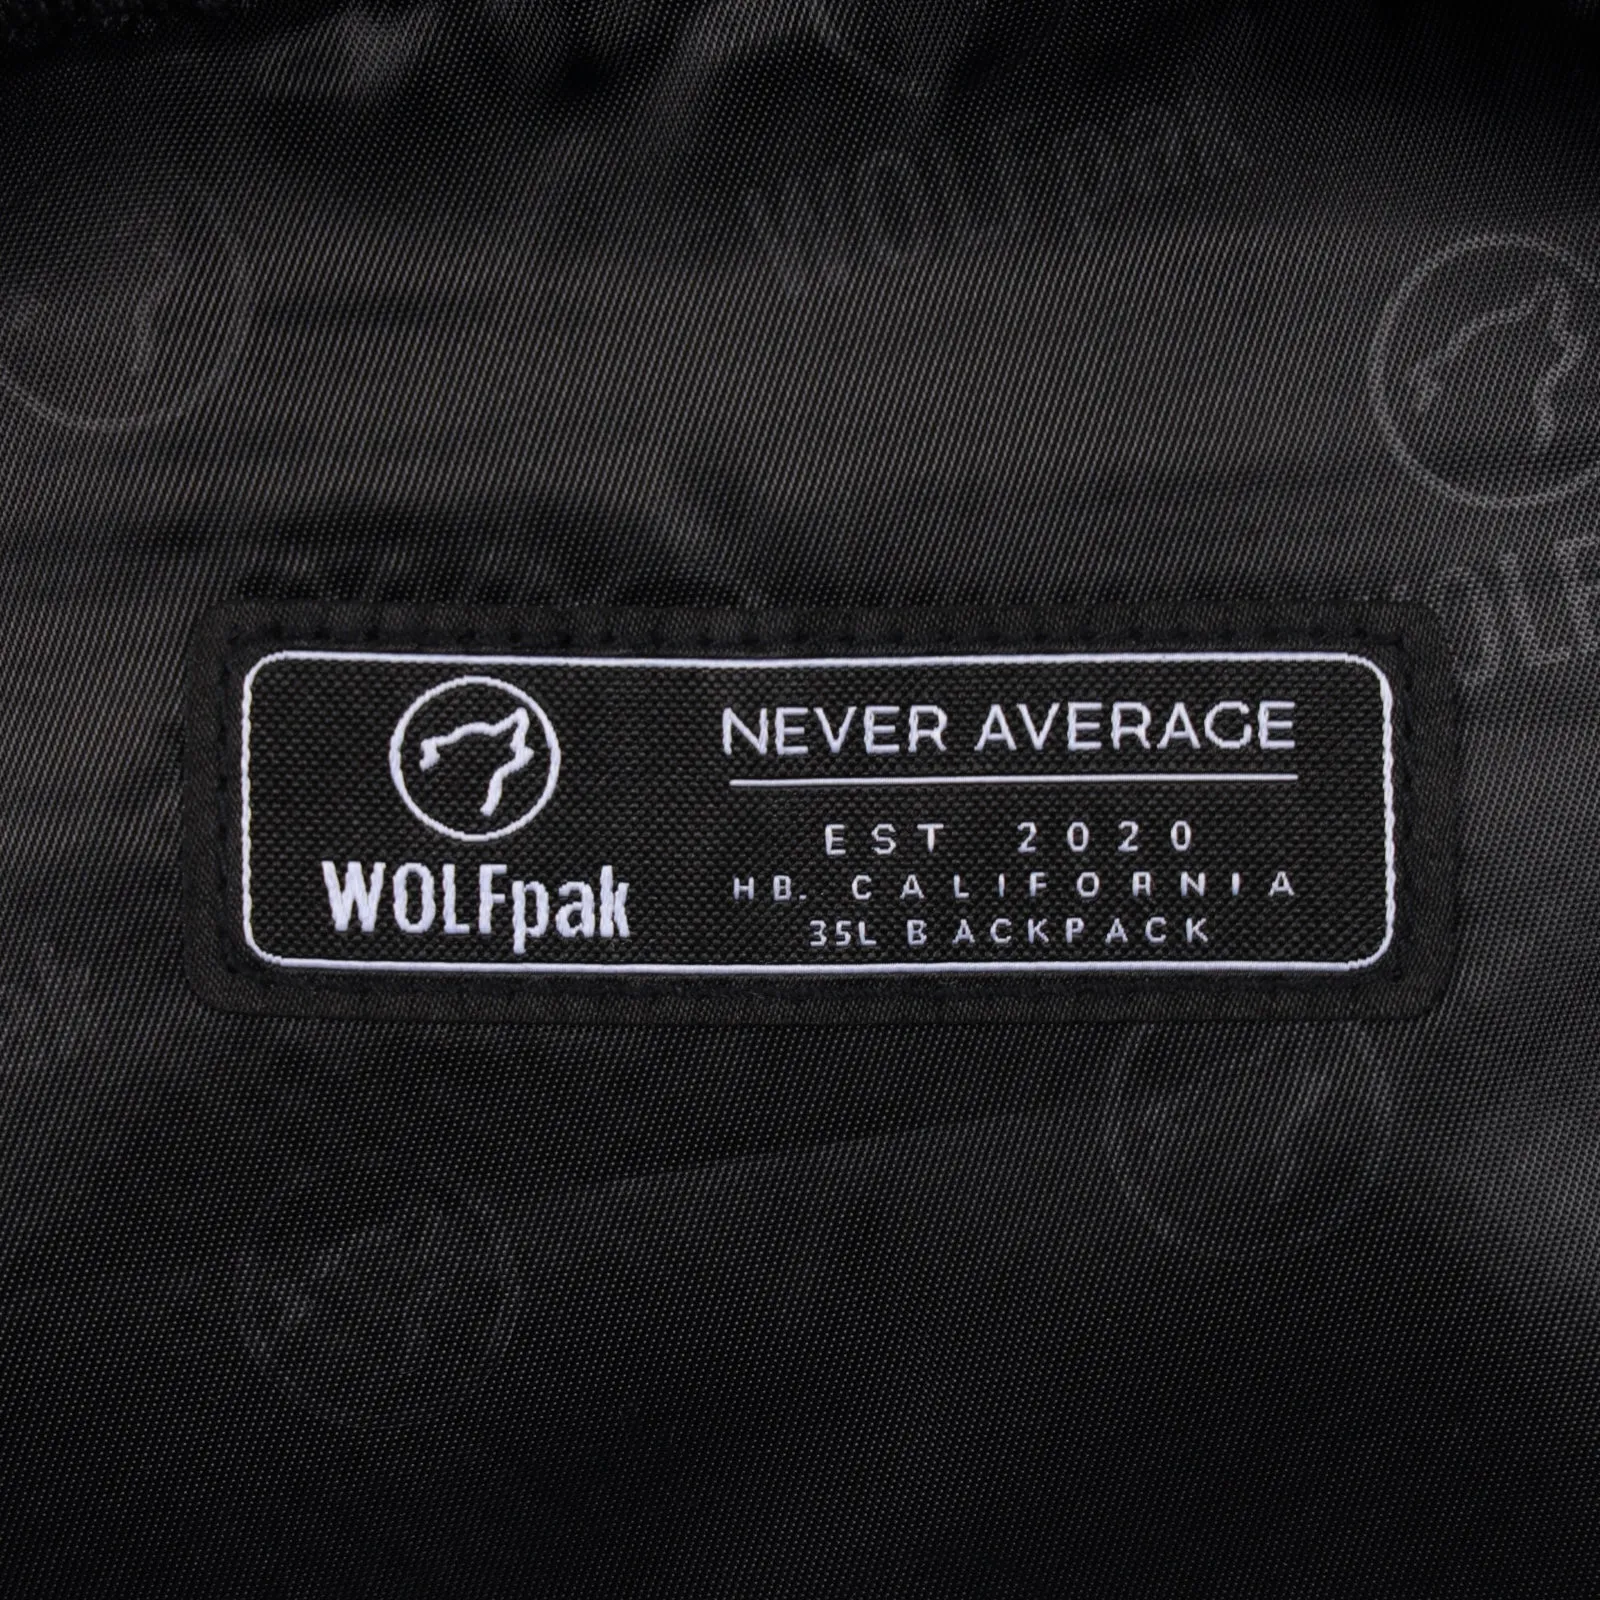 WOLFpak
NEVER AVERAGE
EST 2020
HB. CALIFORNIA
35L BACKPACK